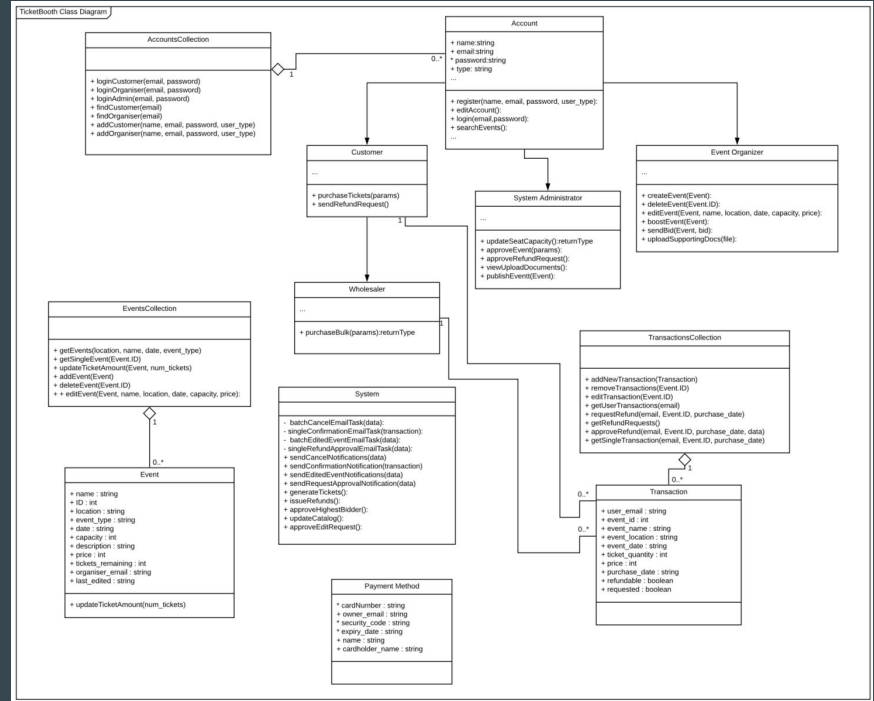 TicketBooth Class Diagram
AccountsCollection
+ loginCustomer(email, password)
+ loginOrganiser(email, password)
+ loginAdmin(email, password)
+ findCustomer(email)
+ findOrganiser(email)
+ addCustomer(name, email, password, user_type)
+ addOrganiser(name, email, password, user_type)
1
0..*
Account
+ name:string
+ email:string
* password:string
+ type: string
...
+ register(name, email, password, user_type):
+ editAccount():
+ login(email,password):
+ searchEvents():
...
Customer
...
+ purchaseTickets(params)
+ sendRefundRequest()
1
System Administrator
...
+ updateSeatCapacity():returnType
+ approveEvent(params):
+ approveRefundRequest():
+ viewUploadDocuments():
+ publishEventt(Event):
Event Organizer
...
+ createEvent(Event):
+ deleteEvent(Event.ID):
+ editEvent(Event, name, location, date, capacity, price):
+ boostEvent(Event):
+ sendBid(Event, bid):
+ uploadSupportingDocs(file):
Wholesaler
...
+ purchaseBulk(params):returnType
1
EventsCollection
+ getEvents(location, name, date, event_type)
+ getSingleEvent(Event.ID)
+ updateTicketAmount(Event, num_tickets)
+ addEvent(Event)
+ deleteEvent(Event.ID)
+ + editEvent(Event, name, location, date, capacity, price):
1
0..*
Event
+ name : string
+ ID : int
+ location : string
+ event_type : string
+ date : string
+ capacity : int
+ description : string
+ price : int
+ tickets_remaining : int
+ organiser_email : string
+ last_edited : string
+ updateTicketAmount(num_tickets)
System
- batchCancelEmailTask(data):
- singleConfirmationEmailTask(transaction):
- batchEditedEventEmailTask(data):
- singleRefundApprovalEmailTask(data):
+ sendCancelNotifications(data)
+ sendConfirmationNotification(transaction)
+ sendEditedEventNotifications(data)
+ sendRequestApprovalNotification(data)
+ generateTickets():
+ issueRefunds():
+ approveHighestBidder():
+ updateCatalog():
+ approveEditRequest():
TransactionsCollection
+ addNewTransaction(Transaction)
+ removeTransactions(Event.ID)
+ editTransaction(Event.ID)
+ getUserTransactions(email)
+ requestRefund(email, Event.ID, purchase_date)
+ getRefundRequests()
+ approveRefund(email, Event.ID, purchase_date, data)
+ getSingleTransaction(email, Event.ID, purchase_date)
1
0..*
0..*
0..*
Transaction
+ user_email : string
+ event_id : int
+ event_name : string
+ event_location : string
+ event_date : string
+ ticket_quantity : int
+ price : int
+ purchase_date : string
+ refundable : boolean
+ requested : boolean
Payment Method
* cardNumber : string
+ owner_email : string
* security_code : string
* expiry_date : string
+ name : string
+ cardholder_name : string